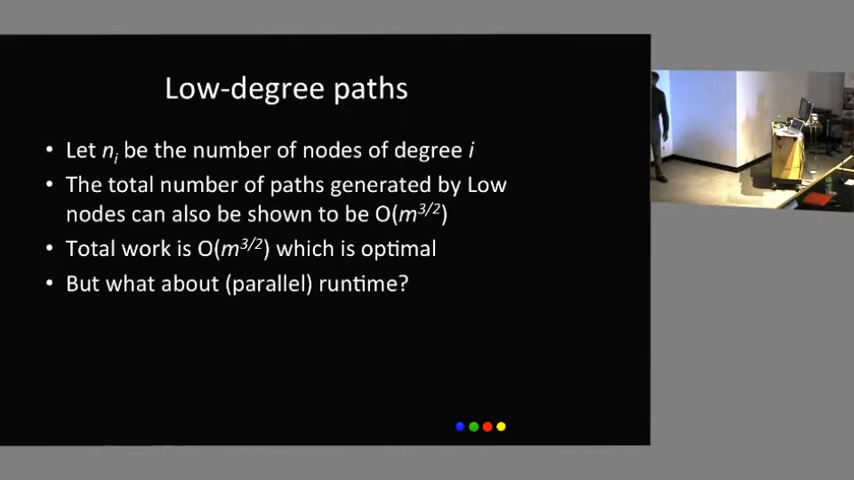 Low-degree paths
• Let nᵢ be the number of nodes of degree i
• The total number of paths generated by Low
nodes can also be shown to be O(m^3/2)
• Total work is O(m^3/2) which is optimal
• But what about (parallel) runtime?